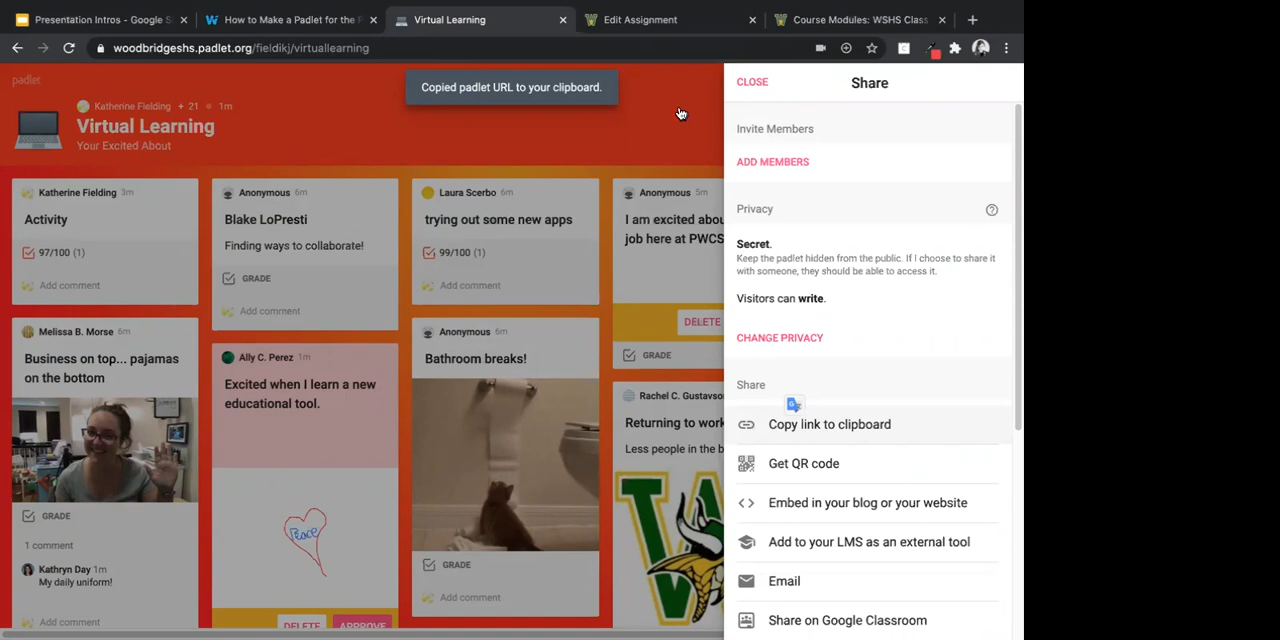 Presentation Intros - Google S
How to Make a Padlet for the F
Virtual Learning
Edit Assignment
Course Modules: WSHS Class
woodbridgeshs.padlet.org/fieldikj/virtuallearning
padlet
Katherine Fielding + 21 1m
Virtual Learning
Your Excited About
Copied padlet URL to your clipboard.
Katherine Fielding 3m
Activity
97/100 (1)
Add comment
Melissa B. Morse 6m
Business on top... pajamas
on the bottom
GRADE
1 comment
Kathryn Day 1m
My daily uniform!
Add comment
Anonymous 6m
Blake LoPresti
Finding ways to collaborate!
GRADE
Add comment
Ally C. Perez 1m
Excited when I learn a new
educational tool.
Peace
DELETE
APPROVE
Laura Scerbo 6m
trying out some new apps
99/100 (1)
Add comment
Anonymous 6m
Bathroom breaks!
GRADE
Add comment
Anonymous 5m
I am excited abou
job here at PWCS
DELETE
GRADE
Rachel C. Gustavso
Returning to work
Less people in the b
CLOSE
Share
Invite Members
ADD MEMBERS
Privacy
Secret.
Keep the padlet hidden from the public. If I choose to share it
with someone, they should be able to access it.
Visitors can write.
CHANGE PRIVACY
Share
Copy link to clipboard
Get QR code
Embed in your blog or your website
Add to your LMS as an external tool
Email
Share on Google Classroom